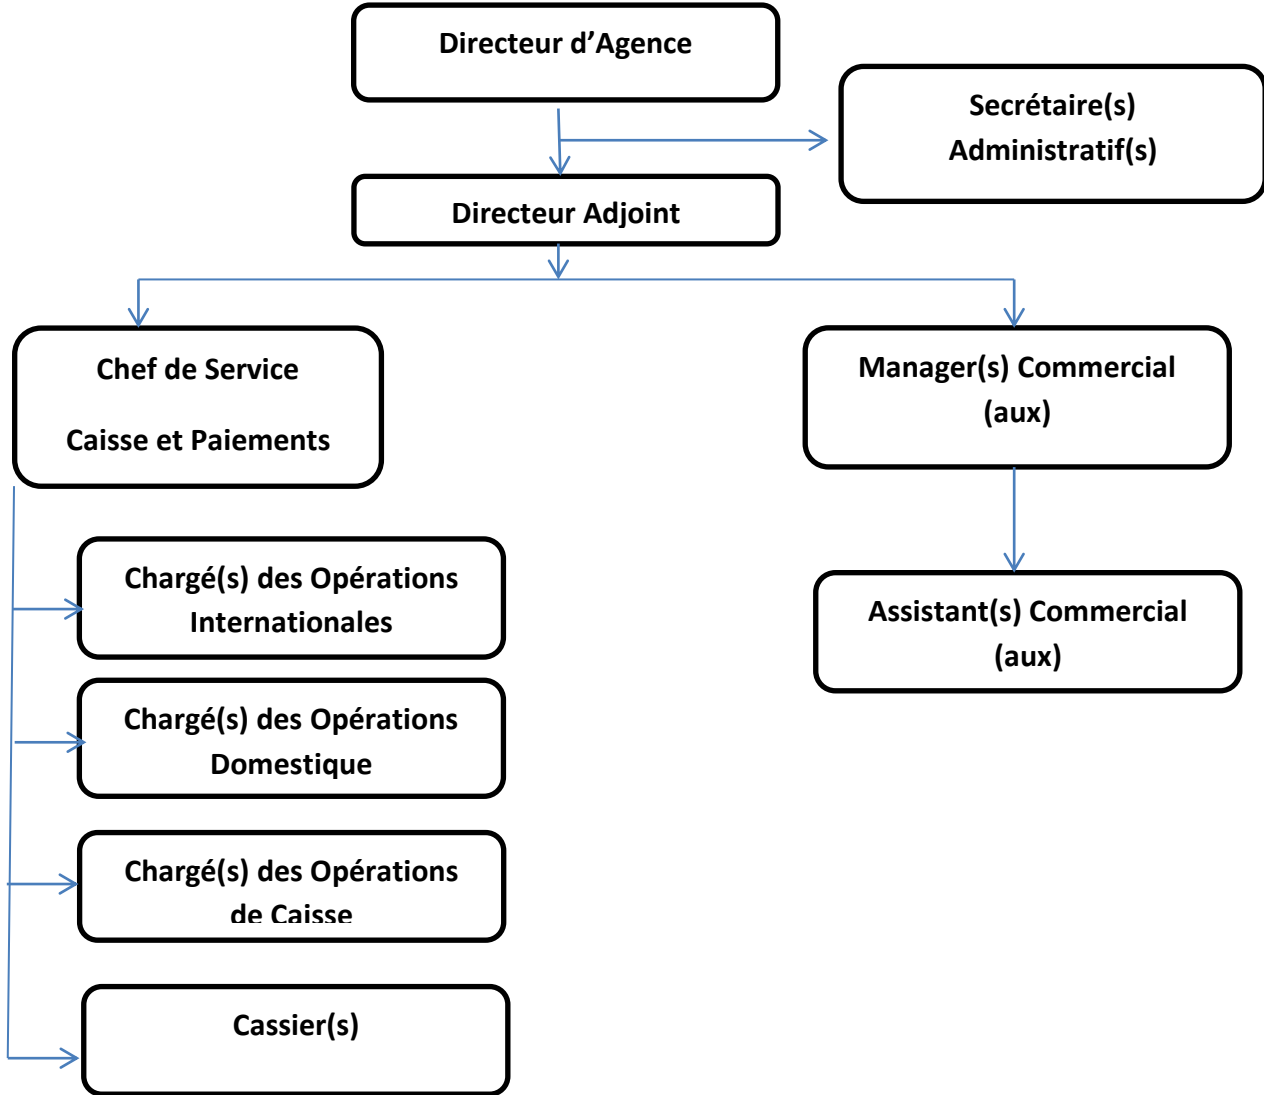 Directeur d’Agence
Secrétaire(s)
Administratif(s)
Directeur Adjoint
Chef de Service
Caisse et Paiements
Manager(s) Commercial
(aux)
Chargé(s) des Opérations
Internationales
Assistant(s) Commercial
(aux)
Chargé(s) des Opérations
Domestique
Chargé(s) des Opérations
de Caisse
Cassier(s)